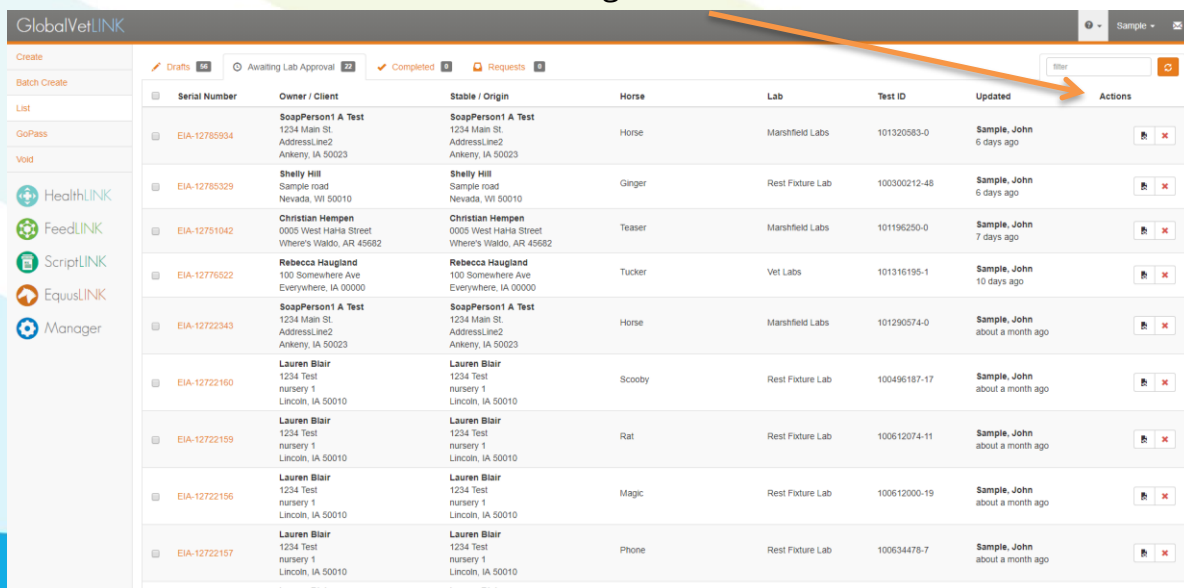 GlobalVetLINK
Sample
Create
Batch Create
List
GoPass
Void
HealthLINK
FeedLINK
ScriptLINK
EquusLINK
Manager
Drafts 56 Awaiting Lab Approval 22 Completed 0 Requests 0 filter
Serial Number Owner / Client Stable / Origin Horse Lab Test ID Updated Actions
EIA-12785934 SoapPerson1 A Test SoapPerson1 A Test Horse Marshfield Labs 101320583-0 Sample, John
1234 Main St. 1234 Main St. 6 days ago
AddressLine2 AddressLine2
Ankeny, IA 50023 Ankeny, IA 50023
EIA-12785329 Shelly Hill Shelly Hill Ginger Rest Fixture Lab 100300212-48 Sample, John
Sample road Sample road 6 days ago
Nevada, WI 50010 Nevada, WI 50010
EIA-12751042 Christian Hempen Christian Hempen Teaser Marshfield Labs 101196250-0 Sample, John
0005 West HaHa Street 0005 West HaHa Street 7 days ago
Where's Waldo, AR 45682 Where's Waldo, AR 45682
EIA-12776522 Rebecca Haugland Rebecca Haugland Tucker Vet Labs 101316195-1 Sample, John
100 Somewhere Ave 100 Somewhere Ave 10 days ago
Everywhere, IA 00000 Everywhere, IA 00000
EIA-12722343 SoapPerson1 A Test SoapPerson1 A Test Horse Marshfield Labs 101290574-0 Sample, John
1234 Main St. 1234 Main St. about a month ago
AddressLine2 AddressLine2
Ankeny, IA 50023 Ankeny, IA 50023
EIA-12722160 Lauren Blair Lauren Blair Scooby Rest Fixture Lab 100496187-17 Sample, John
1234 Test 1234 Test about a month ago
nursery 1 nursery 1
Lincoln, IA 50010 Lincoln, IA 50010
EIA-12722159 Lauren Blair Lauren Blair Rat Rest Fixture Lab 100612074-11 Sample, John
1234 Test 1234 Test about a month ago
nursery 1 nursery 1
Lincoln, IA 50010 Lincoln, IA 50010
EIA-12722156 Lauren Blair Lauren Blair Magic Rest Fixture Lab 100612000-19 Sample, John
1234 Test 1234 Test about a month ago
nursery 1 nursery 1
Lincoln, IA 50010 Lincoln, IA 50010
EIA-12722157 Lauren Blair Lauren Blair Phone Rest Fixture Lab 100634478-7 Sample, John
1234 Test 1234 Test about a month ago
nursery 1 nursery 1
Lincoln, IA 50010 Lincoln, IA 50010